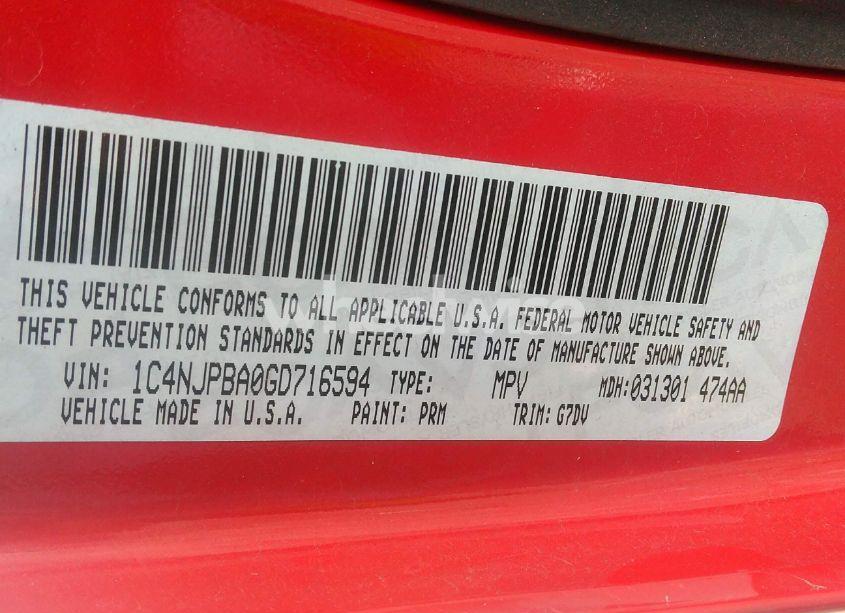 THIS VEHICLE CONFORMS TO ALL APPLICABLE U.S.A. FEDERAL MOTOR VEHICLE SAFETY AND
THEFT PREVENTION STANDARDS IN EFFECT ON THE DATE OF MANUFACTURE SHOWN ABOVE.
VIN: 1C4NJPBA0GD716594 TYPE: MPV MDH:031301 474AA
VEHICLE MADE IN U.S.A. PAINT: PRM TRIM: G7DV